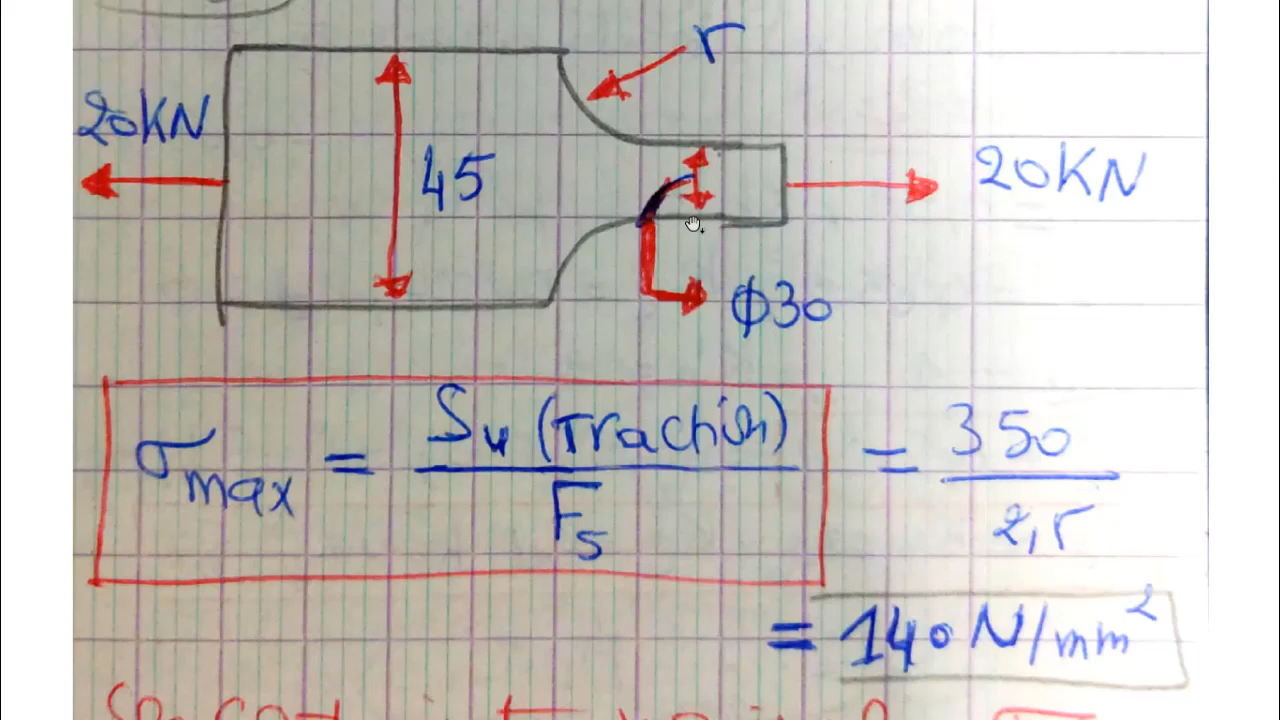 r
20KN
45
20KN
ϕ30
σmax = Su (Traction) / Fs = 350 / 2,5
= 140 N/mm²